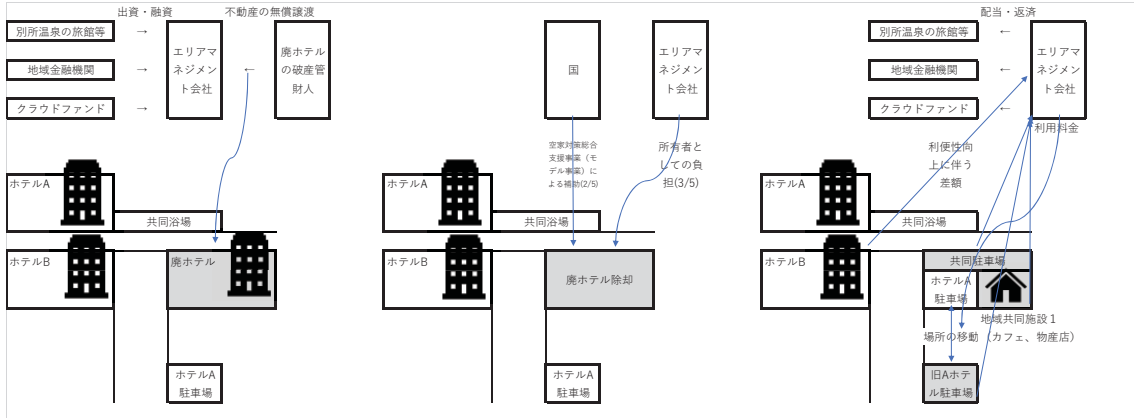 出資・融資
不動産の無償譲渡
別所温泉の旅館等
→
地域金融機関
→
クラウドファンド
→
エリアマ
ネジメン
ト会社
←
廃ホテル
の破産管
財人
ホテルA
共同浴場
ホテルB
廃ホテル
ホテルA
駐車場
国
エリアマ
ネジメン
ト会社
空家対策総合
支援事業（モ
デル事業）に
よる補助(2/5)
所有者と
しての負
担(3/5)
ホテルA
共同浴場
ホテルB
廃ホテル除却
ホテルA
駐車場
配当・返済
別所温泉の旅館等
←
地域金融機関
←
クラウドファンド
←
エリアマ
ネジメン
ト会社
利用料金
利便性向
上に伴う
差額
ホテルA
共同浴場
ホテルB
共同駐車場
ホテルA
駐車場
地域共同施設１
（カフェ、物産店）
場所の移動
旧Aホテ
ル駐車場